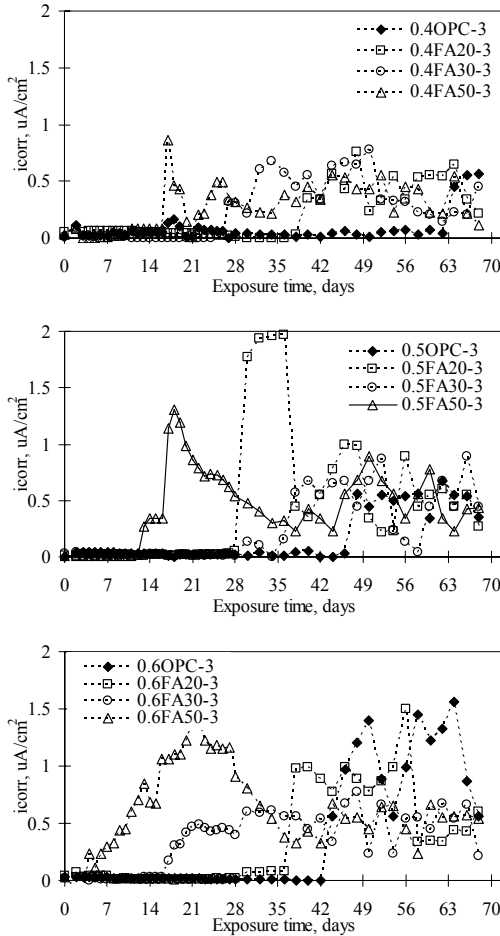 2
1.5
1
0.5
0
icorr, uA/cm²
0.4OPC-3
0.4FA20-3
0.4FA30-3
0.4FA50-3
0 7 14 21 28 35 42 49 56 63 70
Exposure time, days
2
1.5
1
0.5
0
icorr, uA/cm²
0.5OPC-3
0.5FA20-3
0.5FA30-3
0.5FA50-3
0 7 14 21 28 35 42 49 56 63 70
Exposure time, days
2
1.5
1
0.5
0
icorr, uA/cm²
0.6OPC-3
0.6FA20-3
0.6FA30-3
0.6FA50-3
0 7 14 21 28 35 42 49 56 63 70
Exposure time, days